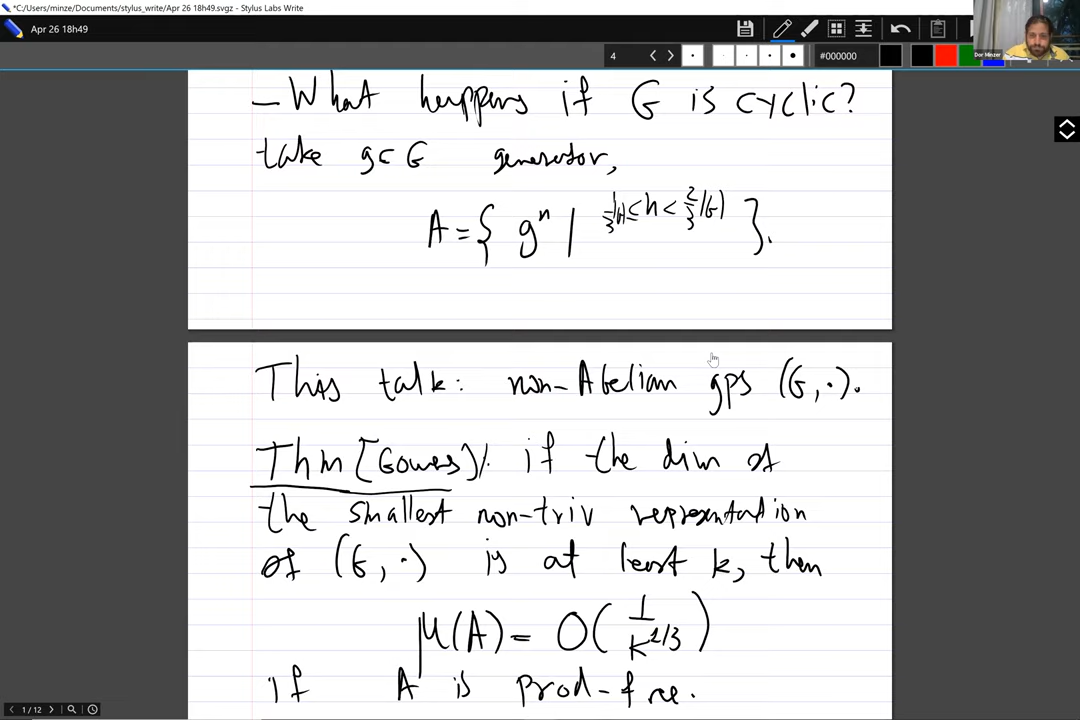 *C:/Users/minze/Documents/stylus_write/Apr 26 18h49.svgz - Stylus Labs Write
Apr 26 18h49
4
#000000
Dor Minzer
– What happens if G is cyclic?
take g ∈ G generator,
A = { g^n | 1/3|G| ≤ n < 2/3|G| }.
This talk: non-Abelian gps (G, ·).
Thm [Gowers]: if the dim of
the smallest non-triv representation
of (G, ·) is at least k, then
μ(A) = O( 1/k^{1/3} )
if A is prod-free.
1/12